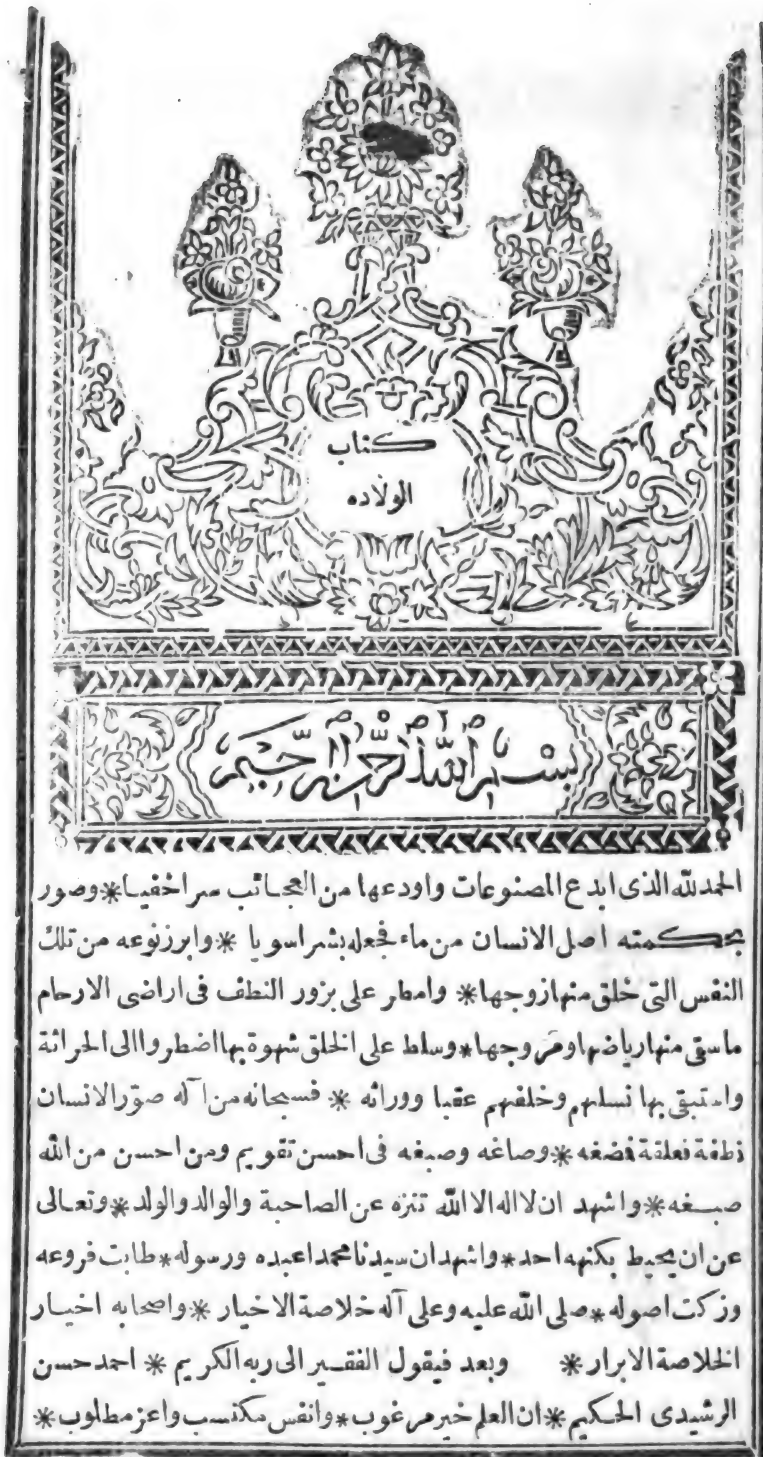 كتاب
الولاده
بسم الله الرحمن الرحيم
الحمد لله الذى ابدع المصنوعات واودعها من العجائب سرا خفيا * وصور
بحكمته اصل الانسان من ماء فجعله بشرا سويا * وابرز نوعه من تلك
النفس التى خلق منها زوجها * وامطر على بزور النطف فى اراضى الارحام
ما سقى منها رياضها ومروجها * وسلط على الخلق شهوة بها اضطروا الى الحراثة
واستبقى بها نسلهم وخلفهم عقبا ووراثه * فسبحانه من اله صوّر الانسان
نطفة فعلقة فمضغه * وصاغه وصبغه فى احسن تقويم ومن احسن من الله
صبغه * واشهد ان لا اله الا الله تنزه عن الصاحبة والوالد والولد * وتعالى
عن ان يحيط بكنهه احد * واشهد ان سيدنا محمدا عبده ورسوله * طابت فروعه
وزكت اصوله * صلى الله عليه وعلى آله خلاصة الاخيار * واصحابه اخيار
الخلاصة الابرار * وبعد فيقول الفقير الى ربه الكريم * احمد حسن
الرشيدى الحكيم * ان العلم خير مرغوب * وانفس مكتسب واعز مطلوب *